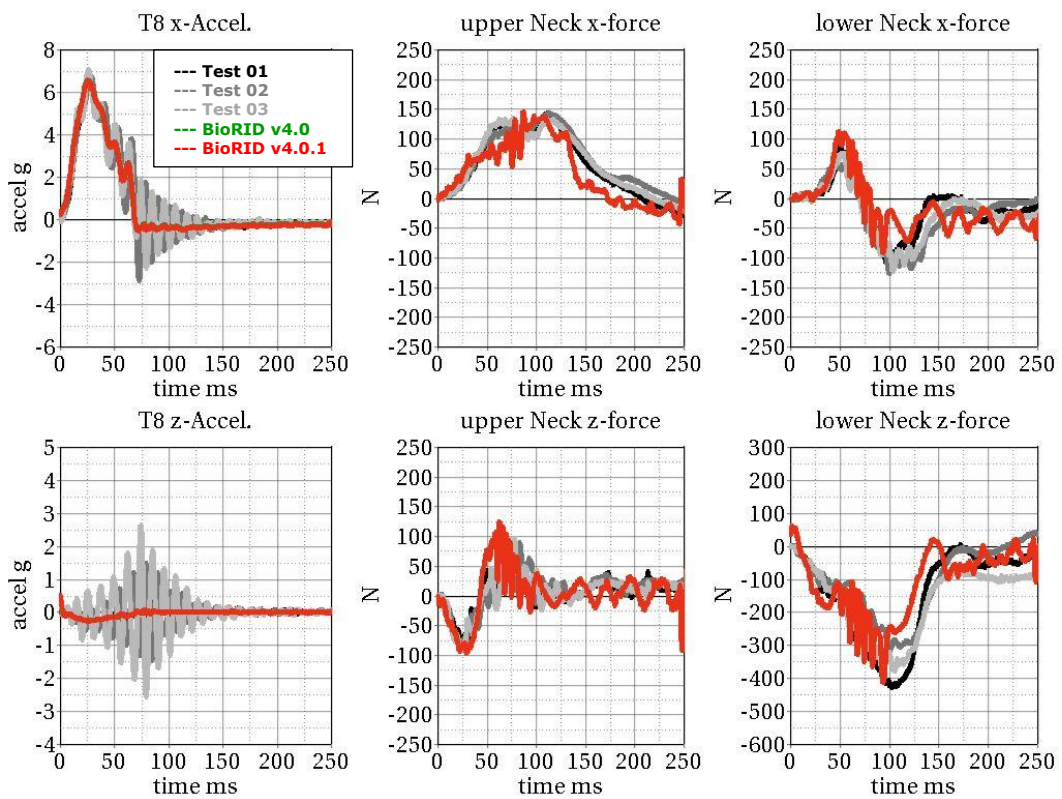 T8 x-Accel.
upper Neck x-force
lower Neck x-force
8
6
4
2
0
-2
-4
-6
accel g
--- Test 01
--- Test 02
--- Test 03
--- BioRID v4.0
--- BioRID v4.0.1
0 50 100 150 200 250
time ms
250
200
150
100
50
0
-50
-100
-150
-200
-250
N
0 50 100 150 200 250
time ms
250
200
150
100
50
0
-50
-100
-150
-200
-250
N
0 50 100 150 200 250
time ms
T8 z-Accel.
upper Neck z-force
lower Neck z-force
5
4
3
2
1
0
-1
-2
-3
-4
accel g
0 50 100 150 200 250
time ms
250
200
150
100
50
0
-50
-100
-150
-200
-250
N
0 50 100 150 200 250
time ms
300
200
100
0
-100
-200
-300
-400
-500
-600
N
0 50 100 150 200 250
time ms